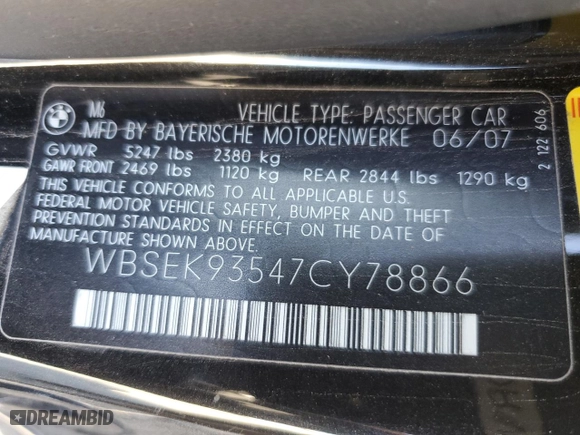 M6 VEHICLE TYPE: PASSENGER CAR
MFD BY BAYERISCHE MOTORENWERKE 06/07
GVWR 5247 lbs 2380 kg
GAWR FRONT 2469 lbs 1120 kg REAR 2844 lbs 1290 kg
THIS VEHICLE CONFORMS TO ALL APPLICABLE U.S.
FEDERAL MOTOR VEHICLE SAFETY, BUMPER AND THEFT
PREVENTION STANDARDS IN EFFECT ON THE DATE OF
MANUFACTURE SHOWN ABOVE.
WBSEK93547CY78866
2 122 606
DREAMBID